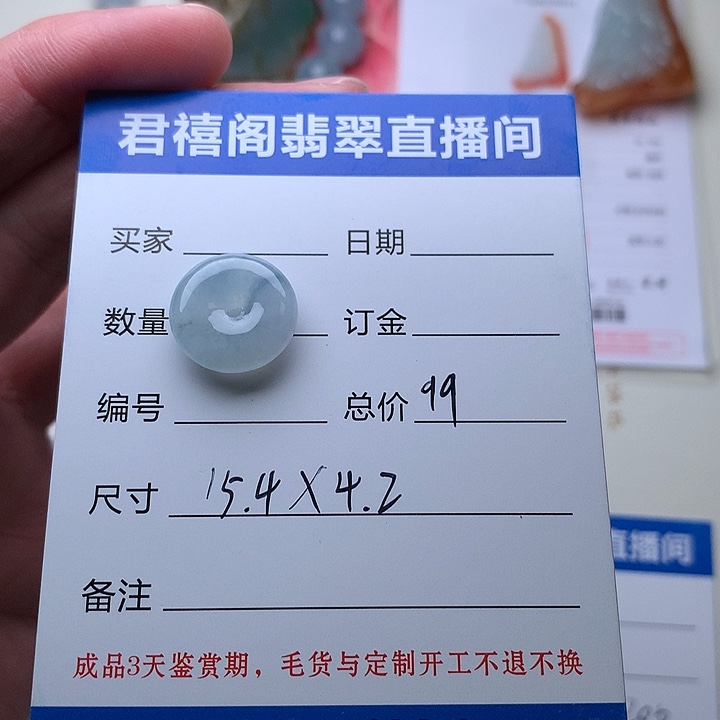 君禧阁翡翠直播间
买家 日期
数量 订金
编号 总价 99
尺寸 15.4×4.2
备注
成品3天鉴赏期，毛货与定制开工不退不换
直播间